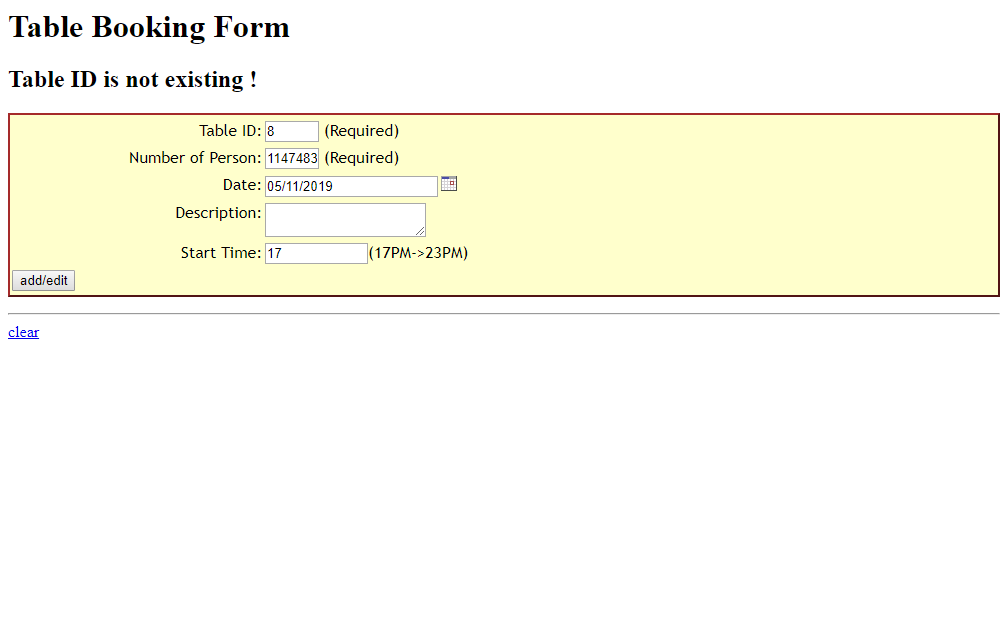 Table Booking Form
Table ID is not existing !
Table ID: 8 (Required)
Number of Person: 1147483 (Required)
Date: 05/11/2019
Description:
Start Time: 17 (17PM->23PM)
add/edit
clear